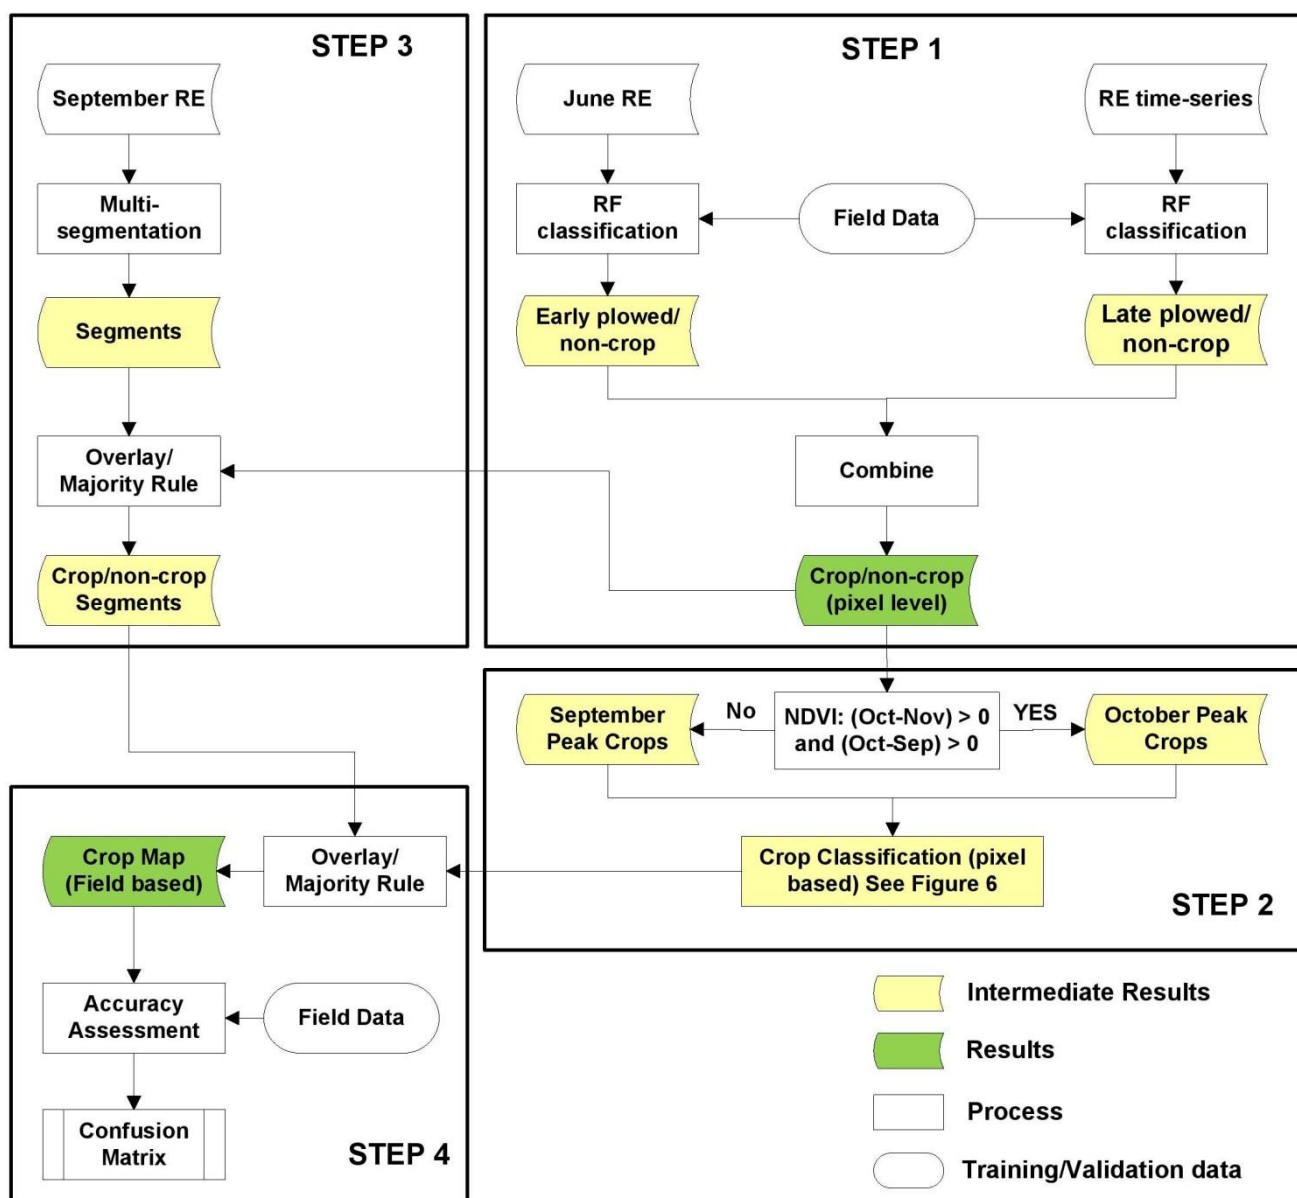 STEP 3
September RE
Multi-
segmentation
Segments
Overlay/
Majority Rule
Crop/non-crop
Segments
STEP 1
June RE
RE time-series
RF
classification
Field Data
RF
classification
Early plowed/
non-crop
Late plowed/
non-crop
Combine
Crop/non-crop
(pixel level)
September
Peak Crops
No
NDVI: (Oct-Nov) > 0
and (Oct-Sep) > 0
YES
October Peak
Crops
Crop Classification (pixel
based) See Figure 6
STEP 2
Crop Map
(Field based)
Overlay/
Majority Rule
Accuracy
Assessment
Field Data
Confusion
Matrix
STEP 4
Intermediate Results
Results
Process
Training/Validation data